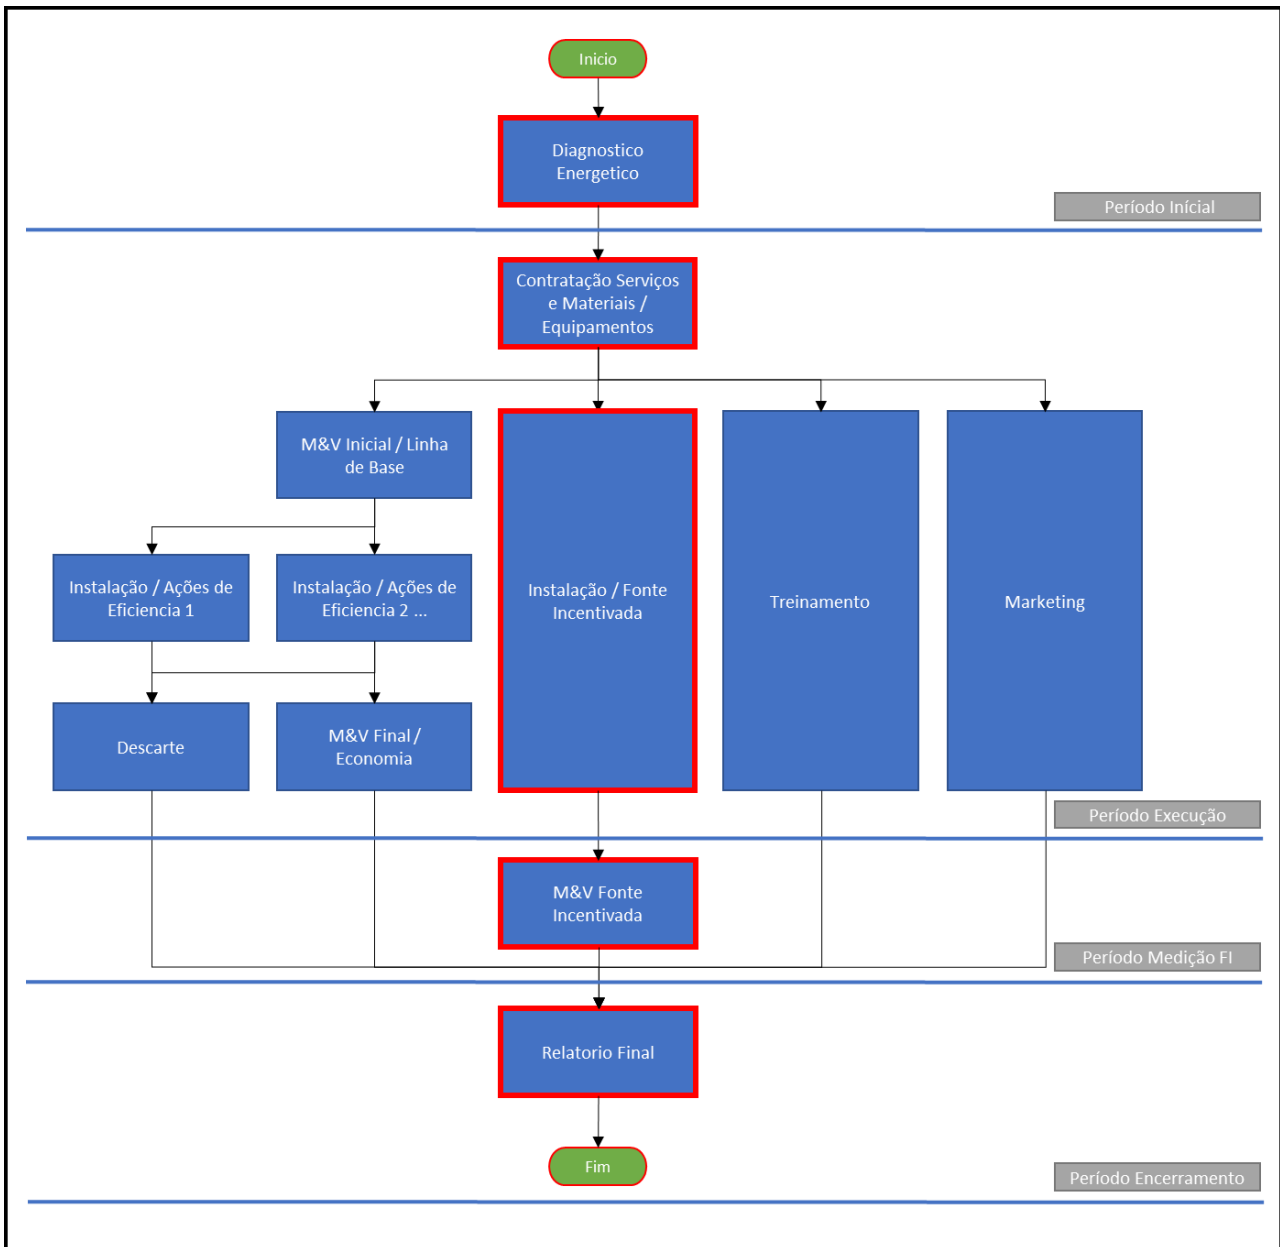 Inicio
Diagnostico
Energetico
Período Inícial
Contratação Serviços
e Materiais /
Equipamentos
M&V Inicial / Linha
de Base
Instalação / Ações de
Eficiencia 1
Instalação / Ações de
Eficiencia 2 ...
Instalação / Fonte
Incentivada
Treinamento
Marketing
Descarte
M&V Final /
Economia
Período Execução
M&V Fonte
Incentivada
Período Medição FI
Relatorio Final
Fim
Período Encerramento